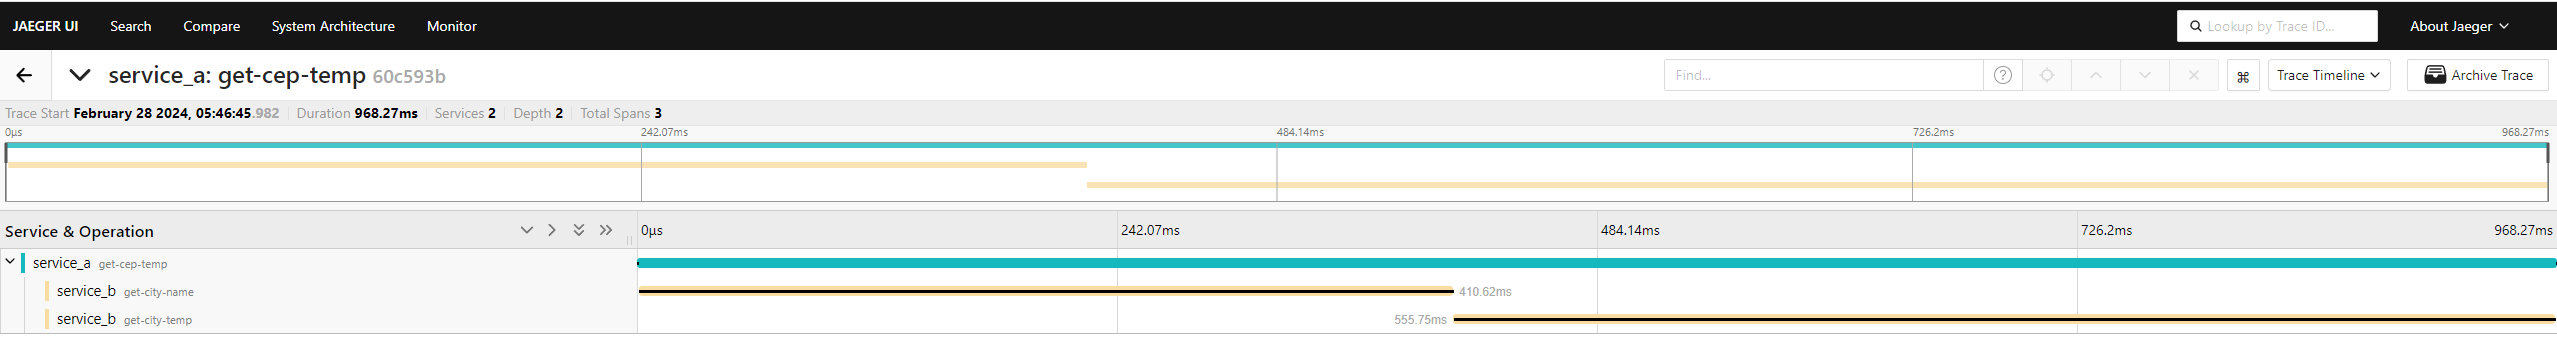 JAEGER UI Search Compare System Architecture Monitor Lookup by Trace ID... About Jaeger
service_a: get-cep-temp 60c593b Find... ? ⌘ Trace Timeline Archive Trace
Trace Start February 28 2024, 05:46:45.982 Duration 968.27ms Services 2 Depth 2 Total Spans 3
0μs 242.07ms 484.14ms 726.2ms 968.27ms
Service & Operation 0μs 242.07ms 484.14ms 726.2ms 968.27ms
service_a get-cep-temp
service_b get-city-name 410.62ms
service_b get-city-temp 555.75ms